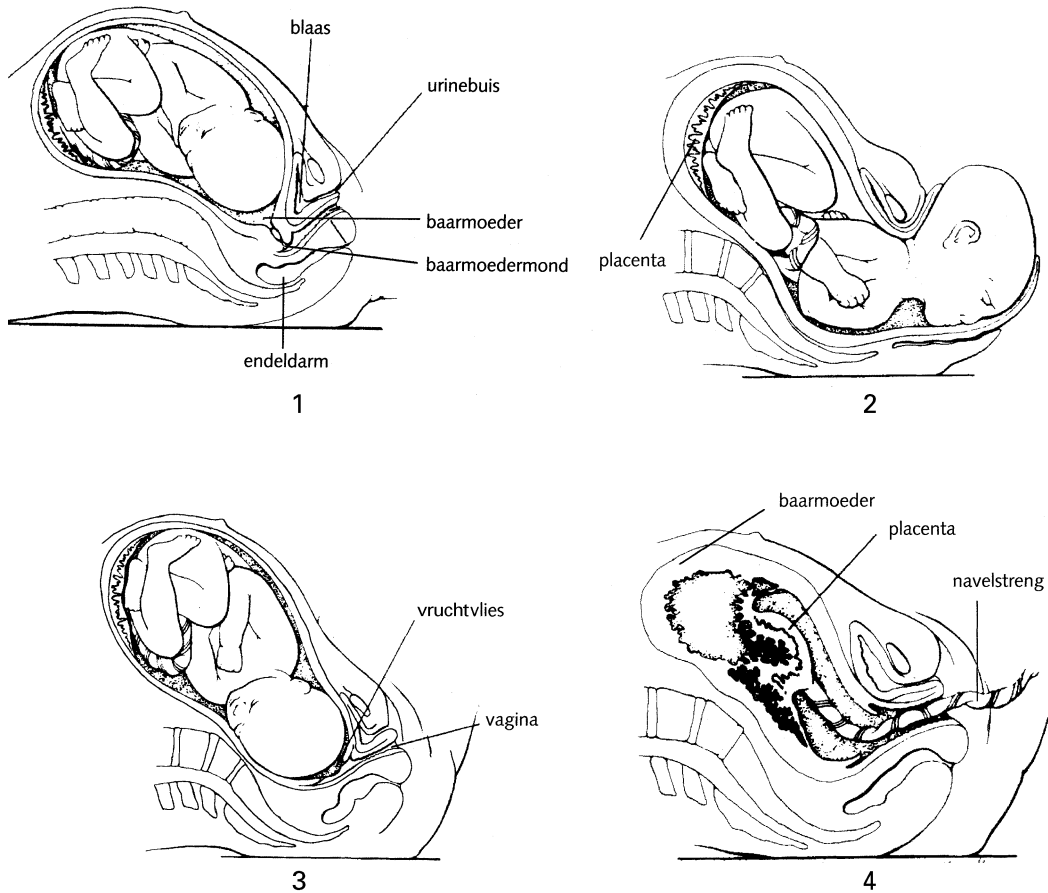 blaas
urinebuis
baarmoeder
baarmoedermond
endeldarm
1
placenta
2
vruchtvlies
vagina
3
baarmoeder
placenta
navelstreng
4